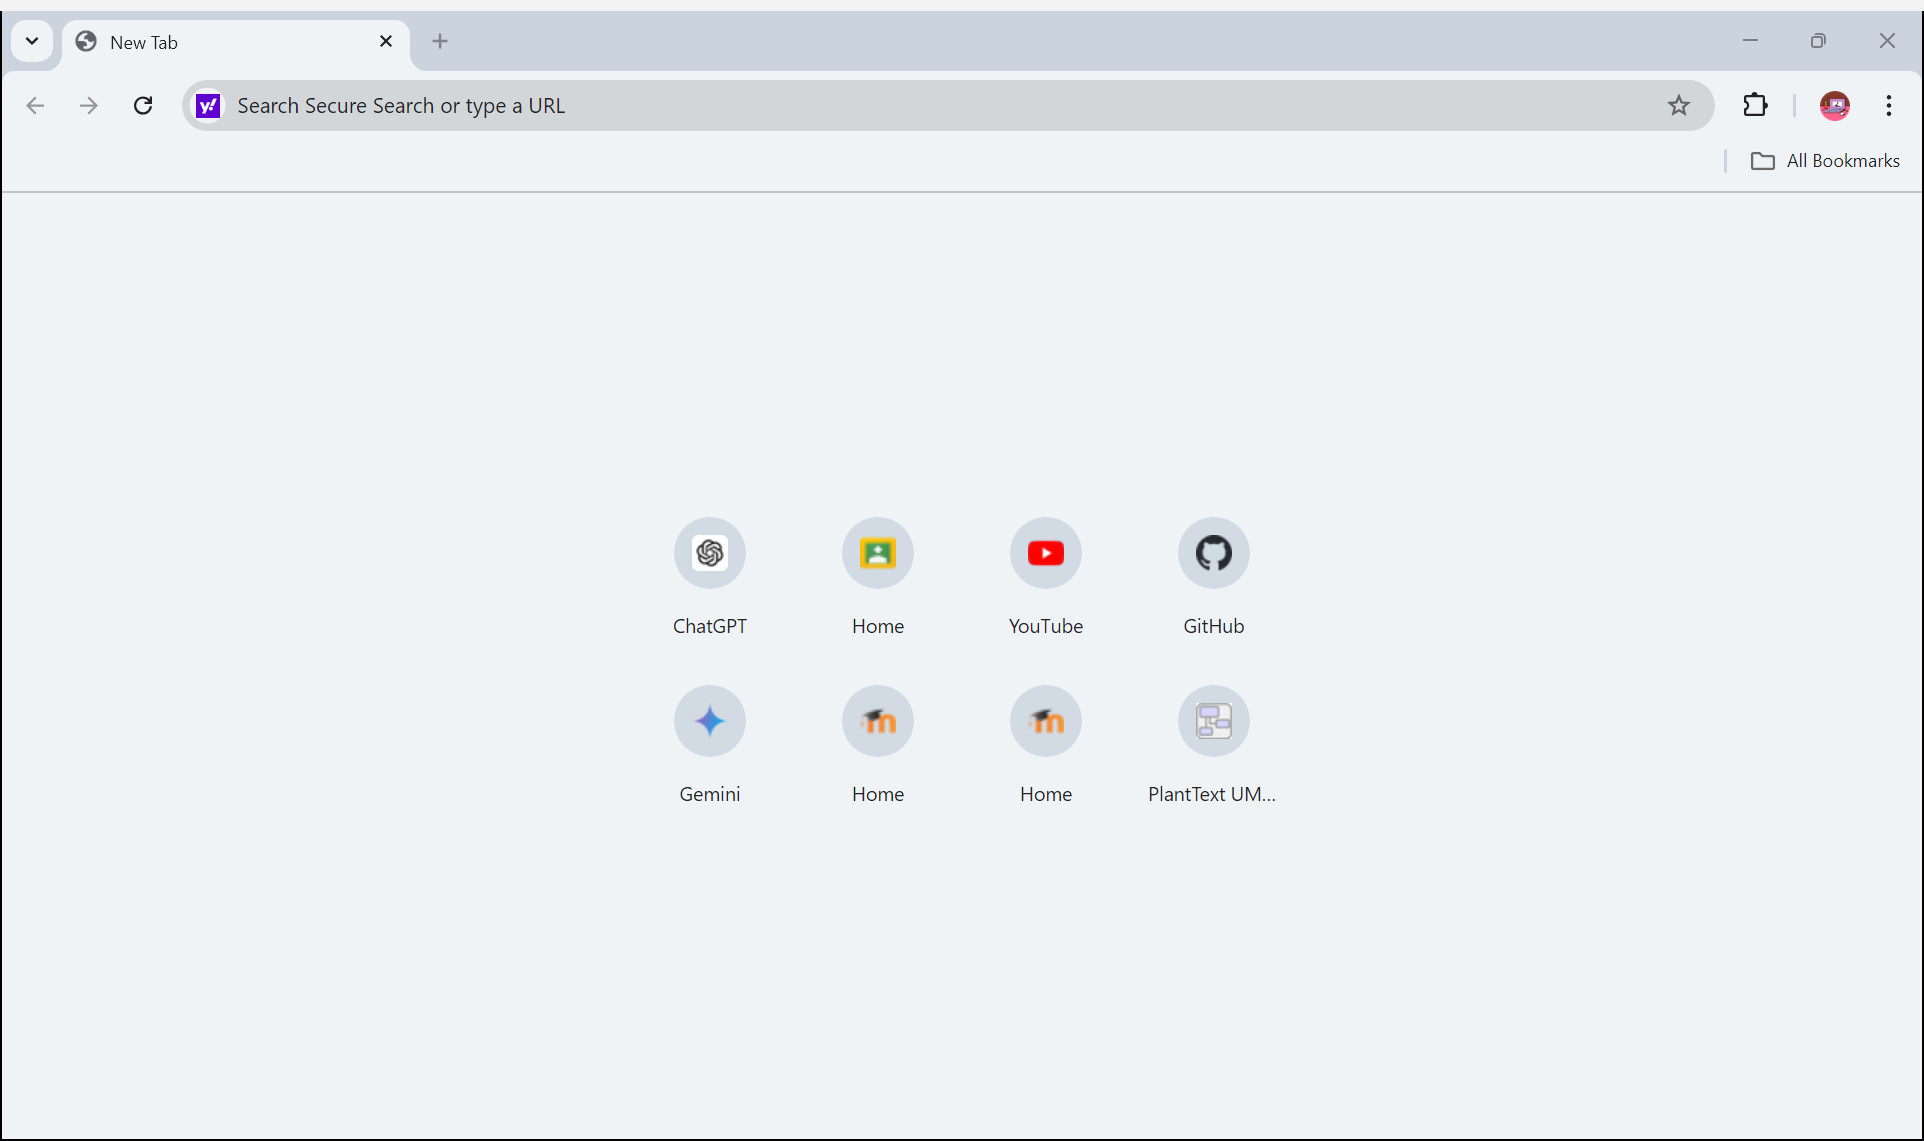 New Tab
y!
Search Secure Search or type a URL
All Bookmarks
ChatGPT
Home
YouTube
GitHub
Gemini
Home
Home
PlantText UM...